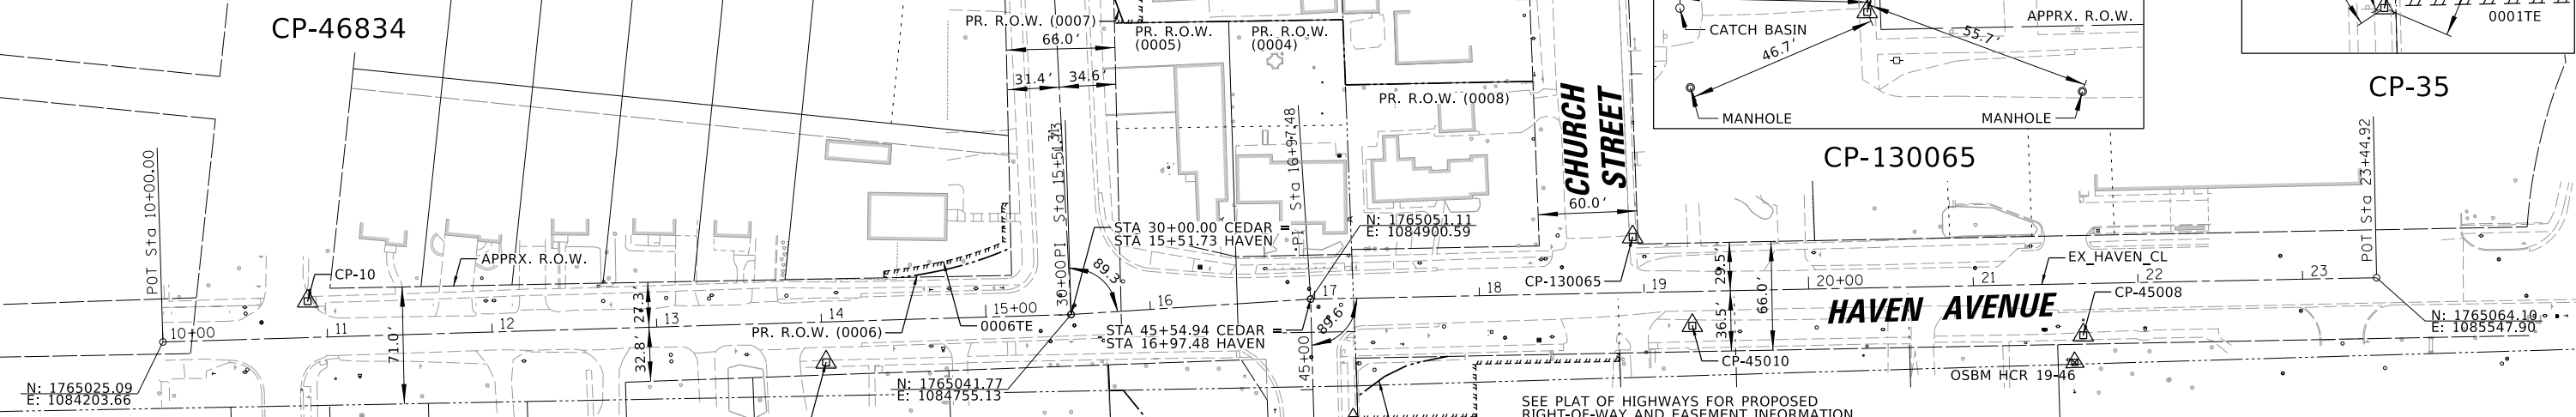 CP-46834
PR. R.O.W. (0007)
66.0'
31.4'
34.6'
PR. R.O.W.
(0005)
PR. R.O.W.
(0004)
PR. R.O.W. (0008)
CHURCH
STREET
60.0'
CATCH BASIN
46.7'
55.7'
APPRX. R.O.W.
MANHOLE
MANHOLE
CP-130065
0001TE
CP-35
POT Sta 10+00.00
Sta 16+97.48
PI
POT Sta 23+44.92
CP-10
APPRX. R.O.W.
STA 30+00.00 CEDAR =
STA 15+51.73 HAVEN
89.3°
N: 1765051.11
E: 1084900.59
CP-130065
EX_HAVEN_CL
CP-45008
HAVEN AVENUE
10+00
11
12
13
14
15+00
16
17
18
19
20+00
21
22
23
30+00
PI
71.0'
27.3'
32.8'
PR. R.O.W. (0006)
0006TE
STA 45+54.94 CEDAR =
STA 16+97.48 HAVEN
89.6°
45+00
29.5'
36.5'
66.0'
CP-45010
OSBM HCR 19-46
N: 1765064.10
E: 1085547.90
N: 1765025.09
E: 1084203.66
N: 1765041.77
E: 1084755.13
SEE PLAT OF HIGHWAYS FOR PROPOSED
RIGHT-OF-WAY AND EASEMENT INFORMATION